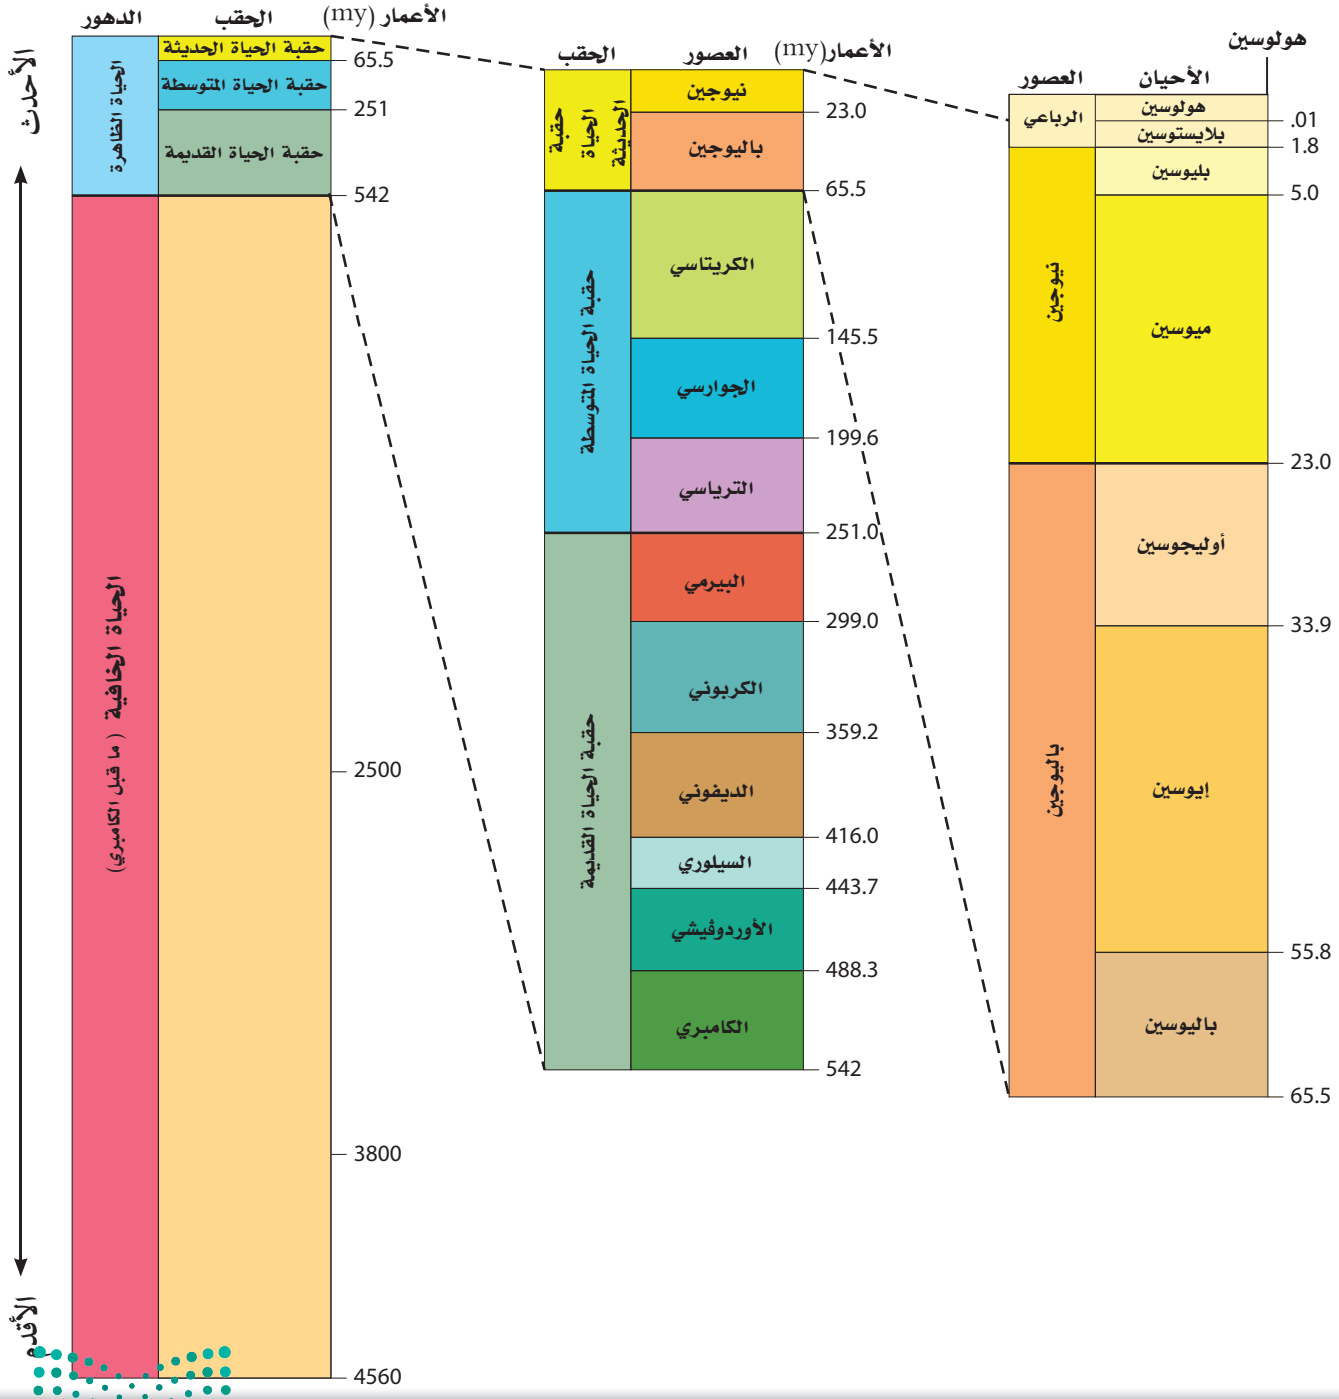 الدهور
الحقب
الأعمار (my)
الأحدث
الأقدم
الحياة الظاهرة
الحياة الخافية (ما قبل الكامبري)
حقبة الحياة الحديثة
حقبة الحياة المتوسطة
حقبة الحياة القديمة
65.5
251
542
2500
3800
4560
الحقب
العصور
الأعمار (my)
حقبة
الحياة
الحديثة
حقبة الحياة المتوسطة
حقبة الحياة القديمة
نيوجين
باليوجين
الكريتاسي
الجوارسي
الترياسي
البيرمي
الكربوني
الديفوني
السيلوري
الأوردوڤيشي
الكامبري
23.0
65.5
145.5
199.6
251.0
299.0
359.2
416.0
443.7
488.3
542
هولوسين
العصور
الأحيان
الرباعي
نيوجين
باليوجين
هولوسين
بلايستوسين
بليوسين
ميوسين
أوليجوسين
إيوسين
باليوسين
.01
1.8
5.0
23.0
33.9
55.8
65.5